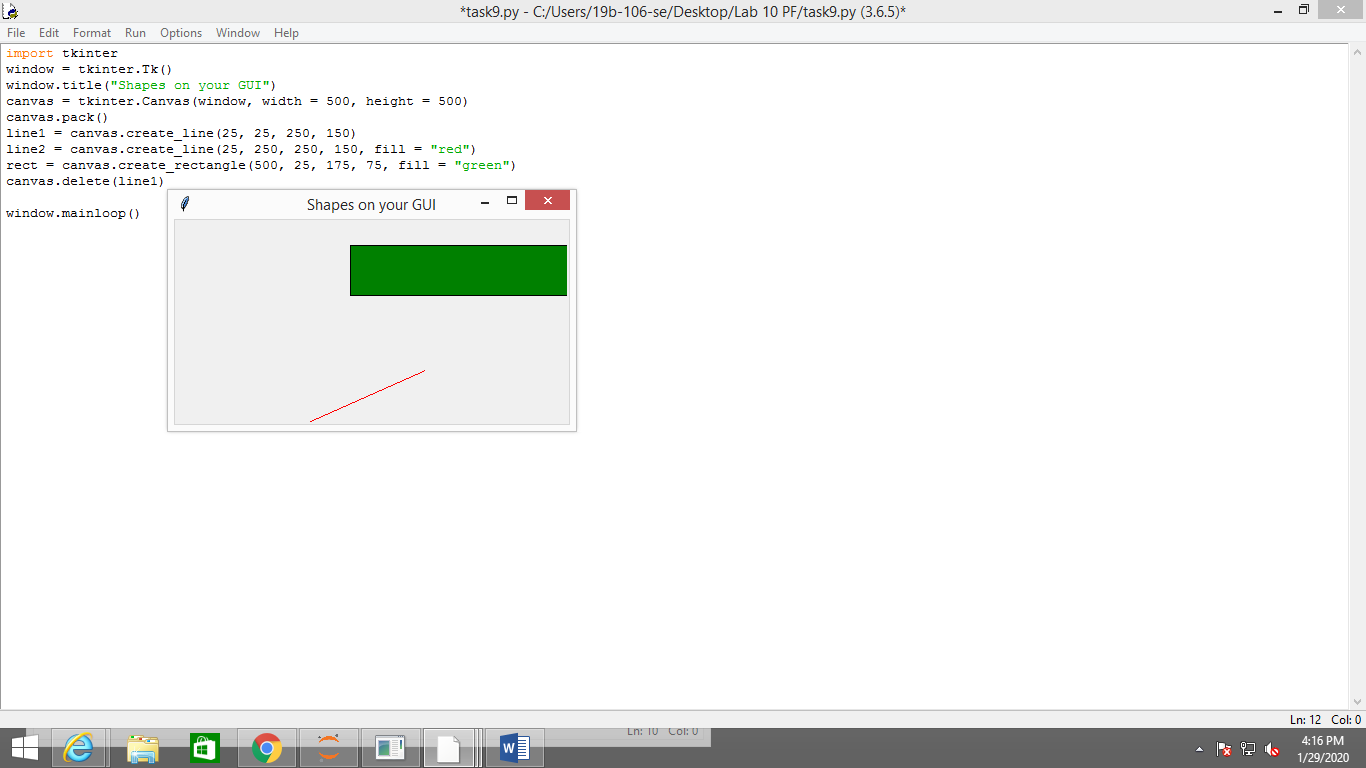 *task9.py - C:/Users/19b-106-se/Desktop/Lab 10 PF/task9.py (3.6.5)*
File Edit Format Run Options Window Help
import tkinter
window = tkinter.Tk()
window.title("Shapes on your GUI")
canvas = tkinter.Canvas(window, width = 500, height = 500)
canvas.pack()
line1 = canvas.create_line(25, 25, 250, 150)
line2 = canvas.create_line(25, 250, 250, 150, fill = "red")
rect = canvas.create_rectangle(500, 25, 175, 75, fill = "green")
canvas.delete(line1)
window.mainloop()
Shapes on your GUI
Ln: 12 Col: 0
Ln: 10 Col: 0
4:16 PM
1/29/2020